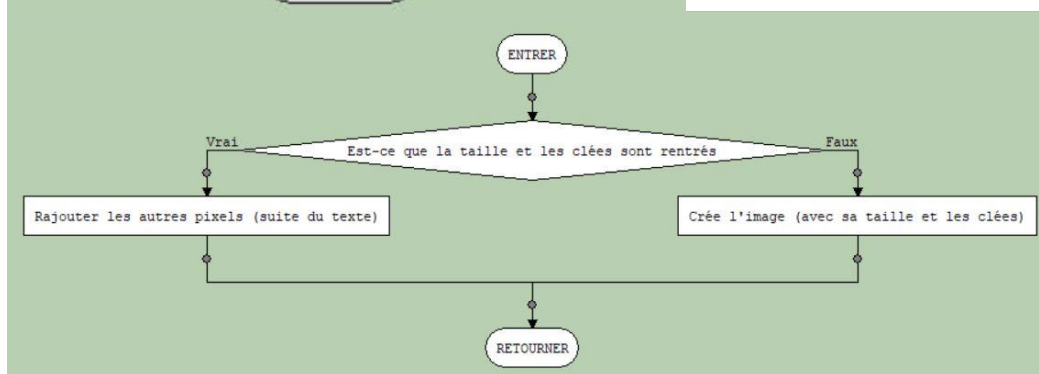 ENTRER
Vrai
Faux
Est-ce que la taille et les clées sont rentrés
Rajouter les autres pixels (suite du texte)
Crée l'image (avec sa taille et les clées)
RETOURNER